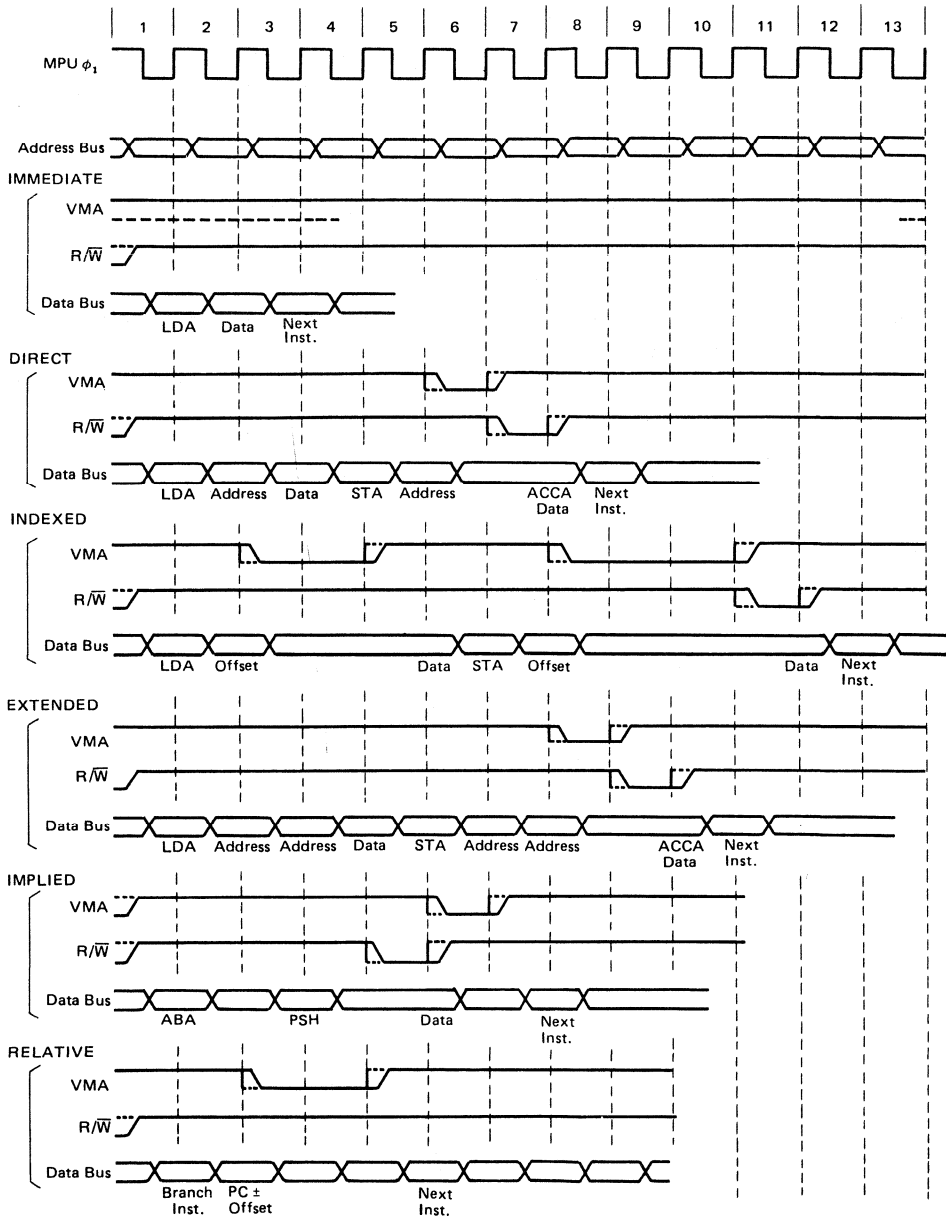 1 2 3 4 5 6 7 8 9 10 11 12 13
MPU ϕ₁
Address Bus
IMMEDIATE
VMA
R/W̅
Data Bus
LDA Data Next
Inst.
DIRECT
VMA
R/W̅
Data Bus
LDA Address Data STA Address ACCA Next
Data Inst.
INDEXED
VMA
R/W̅
Data Bus
LDA Offset Data STA Offset Data Next
Inst.
EXTENDED
VMA
R/W̅
Data Bus
LDA Address Address Data STA Address Address ACCA Next
Data Inst.
IMPLIED
VMA
R/W̅
Data Bus
ABA PSH Data Next
Inst.
RELATIVE
VMA
R/W̅
Data Bus
Branch PC ± Next
Inst. Offset Inst.